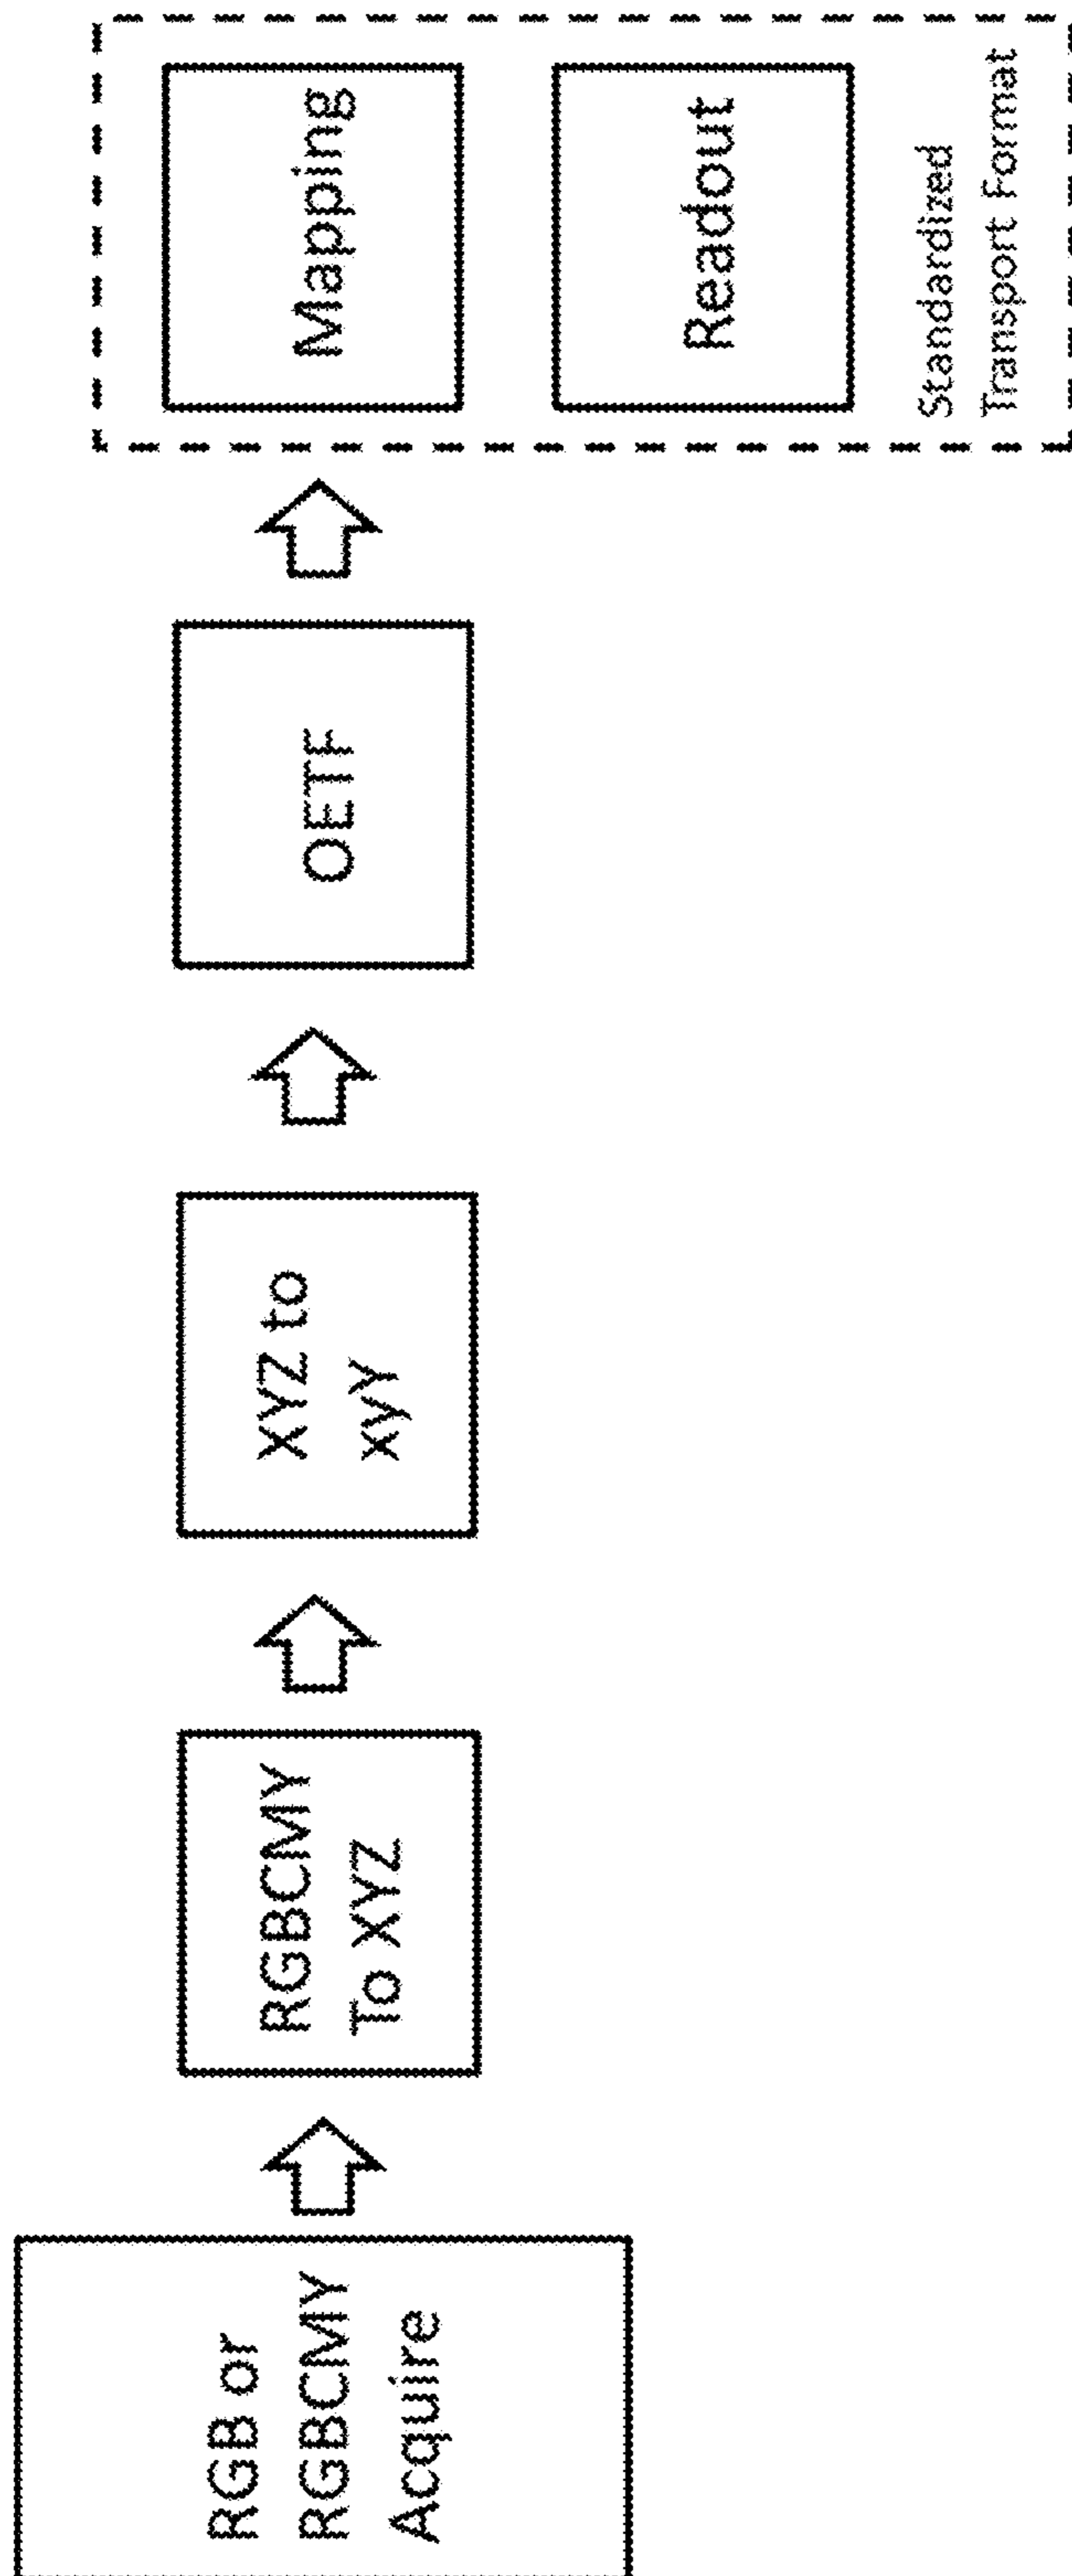 RGB or
RGBCMY
Acquire
RGBCMY
To XYZ
XYZ to
xyY
OETF
Mapping
Readout
Standardized
Transport Format